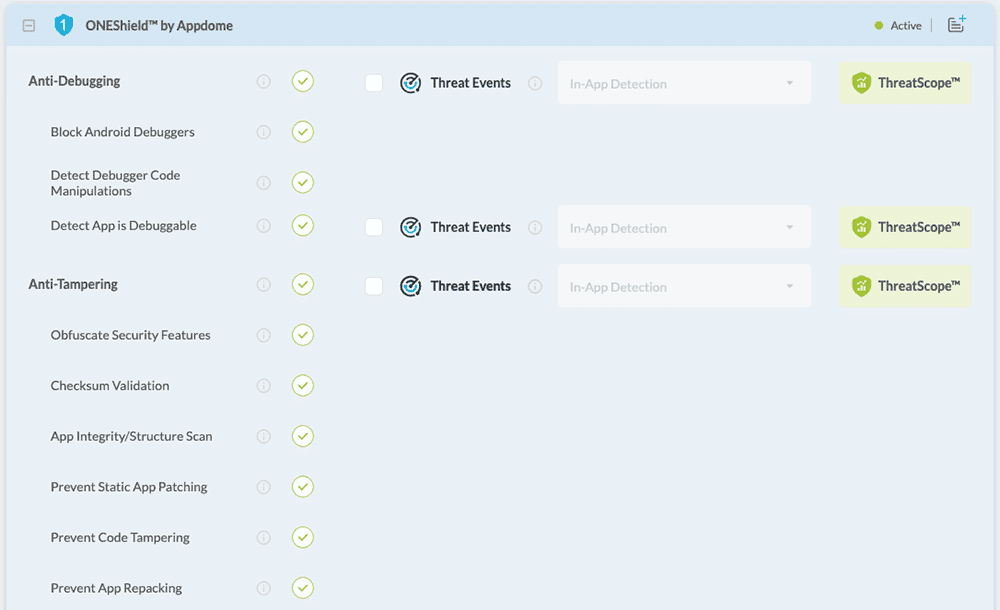 1 ONEShield™ by Appdome Active
Anti-Debugging Threat Events In-App Detection ThreatScope™
Block Android Debuggers
Detect Debugger Code
Manipulations
Detect App is Debuggable Threat Events In-App Detection ThreatScope™
Anti-Tampering Threat Events In-App Detection ThreatScope™
Obfuscate Security Features
Checksum Validation
App Integrity/Structure Scan
Prevent Static App Patching
Prevent Code Tampering
Prevent App Repacking